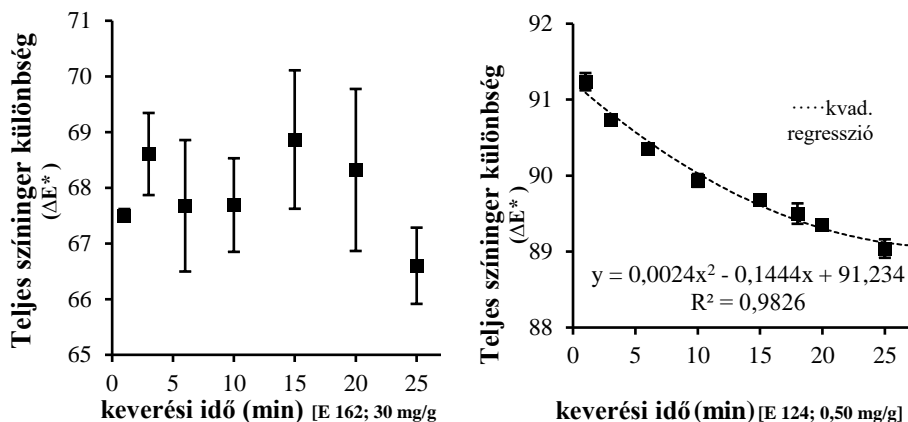 Teljes színinger különbség
(ΔE*)
71
70
69
68
67
66
65
0
5
10
15
20
25
keverési idő (min) [E 162; 30 mg/g
Teljes színinger különbség
(ΔE*)
92
91
90
89
88
0
5
10
15
20
25
kvad.
regresszió
y = 0,0024x² - 0,1444x + 91,234
R² = 0,9826
keverési idő (min) [E 124; 0,50 mg/g]